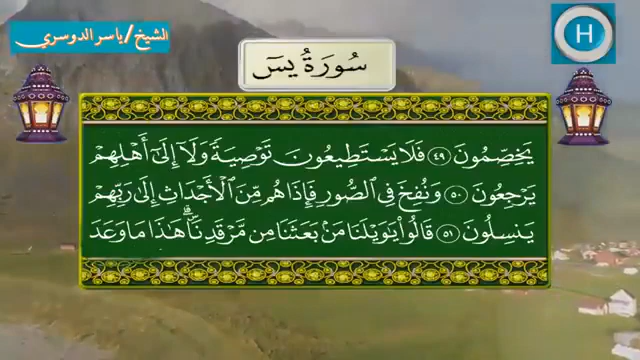 الشيخ/ياسر الدوسري
H
سُورَةُ يسٓ
يَخِصِّمُونَ ٤٩ فَلَا يَسْتَطِيعُونَ تَوْصِيَةً وَلَآ إِلَىٰٓ أَهْلِهِمْ
يَرْجِعُونَ ٥٠ وَنُفِخَ فِي ٱلصُّورِ فَإِذَا هُم مِّنَ ٱلْأَجْدَاثِ إِلَىٰ رَبِّهِمْ
يَنسِلُونَ ٥١ قَالُوا۟ يَٰوَيْلَنَا مَنۢ بَعَثَنَا مِن مَّرْقَدِنَا ۜ ۗ هَٰذَا مَا وَعَدَ